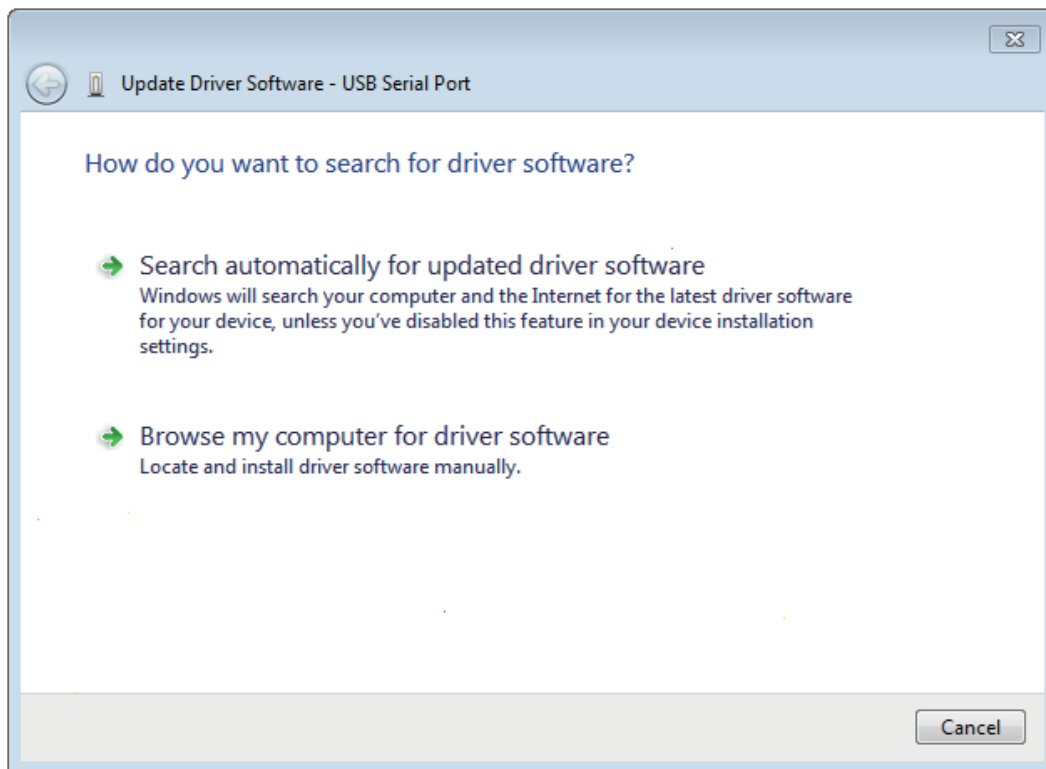 Update Driver Software - USB Serial Port
How do you want to search for driver software?
Search automatically for updated driver software
Windows will search your computer and the Internet for the latest driver software
for your device, unless you've disabled this feature in your device installation
settings.
Browse my computer for driver software
Locate and install driver software manually.
Cancel